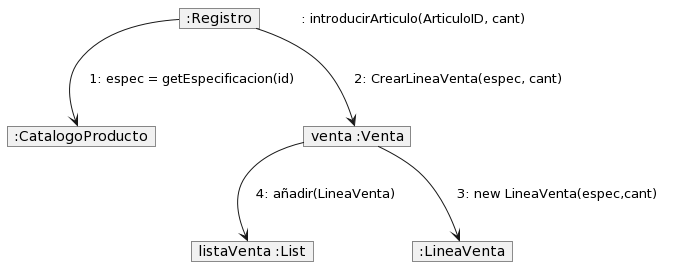 :Registro
: introducirArticulo(ArticuloID, cant)
1: espec = getEspecificacion(id)
2: CrearLineaVenta(espec, cant)
:CatalogoProducto
venta :Venta
4: añadir(LineaVenta)
3: new LineaVenta(espec,cant)
listaVenta :List
:LineaVenta